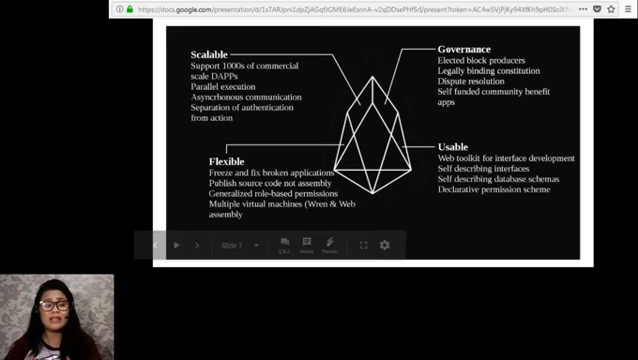 Scalable
Support 1000s of commercial
scale DAPPs
Parallel execution
Asyncrhonous communication
Separation of authentication
from action
Governance
Elected block producers
Legally binding constitution
Dispute resolution
Self funded community benefit
apps
Flexible
Freeze and fix broken applications
Publish source code not assembly
Generalized role-based permissions
Multiple virtual machines (Wren & Web
assembly
Usable
Web toolkit for interface development
Self describing interfaces
Self describing database schemas
Declarative permission scheme
Slide 7
Q & A
Notes
Pointer